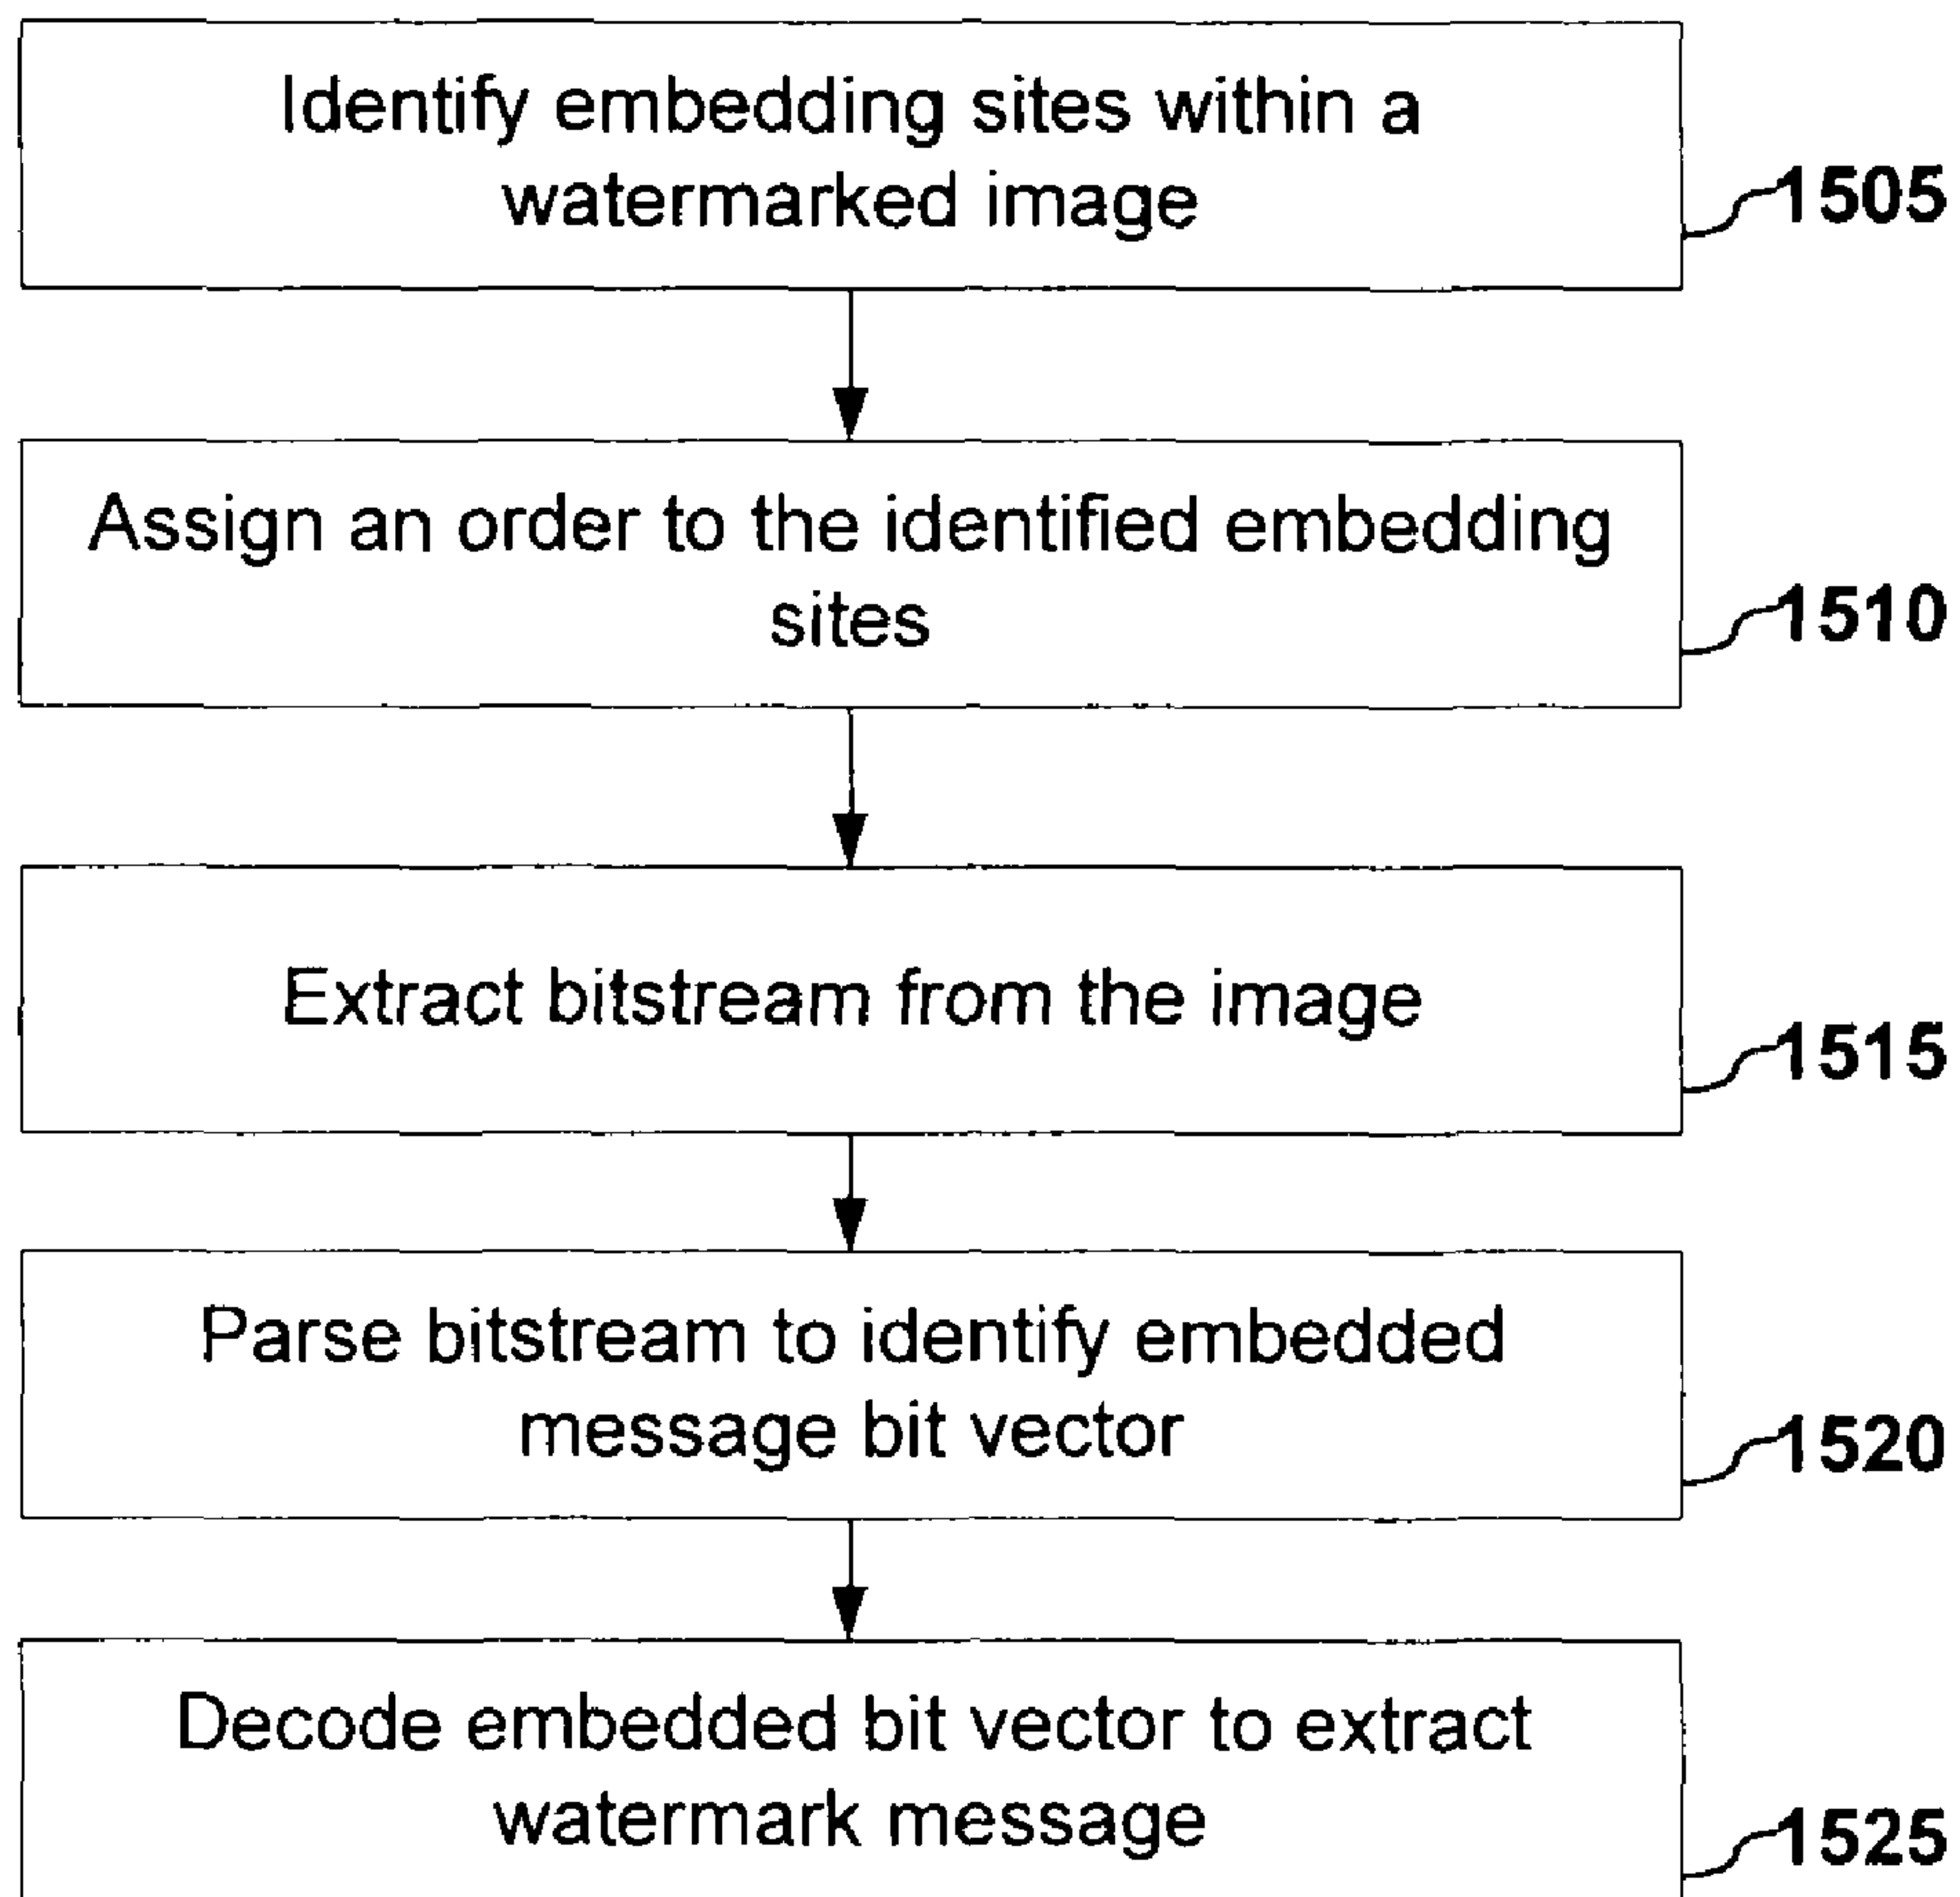 Identify embedding sites within a
watermarked image
1505
Assign an order to the identified embedding
sites
1510
Extract bitstream from the image
1515
Parse bitstream to identify embedded
message bit vector
1520
Decode embedded bit vector to extract
watermark message
1525